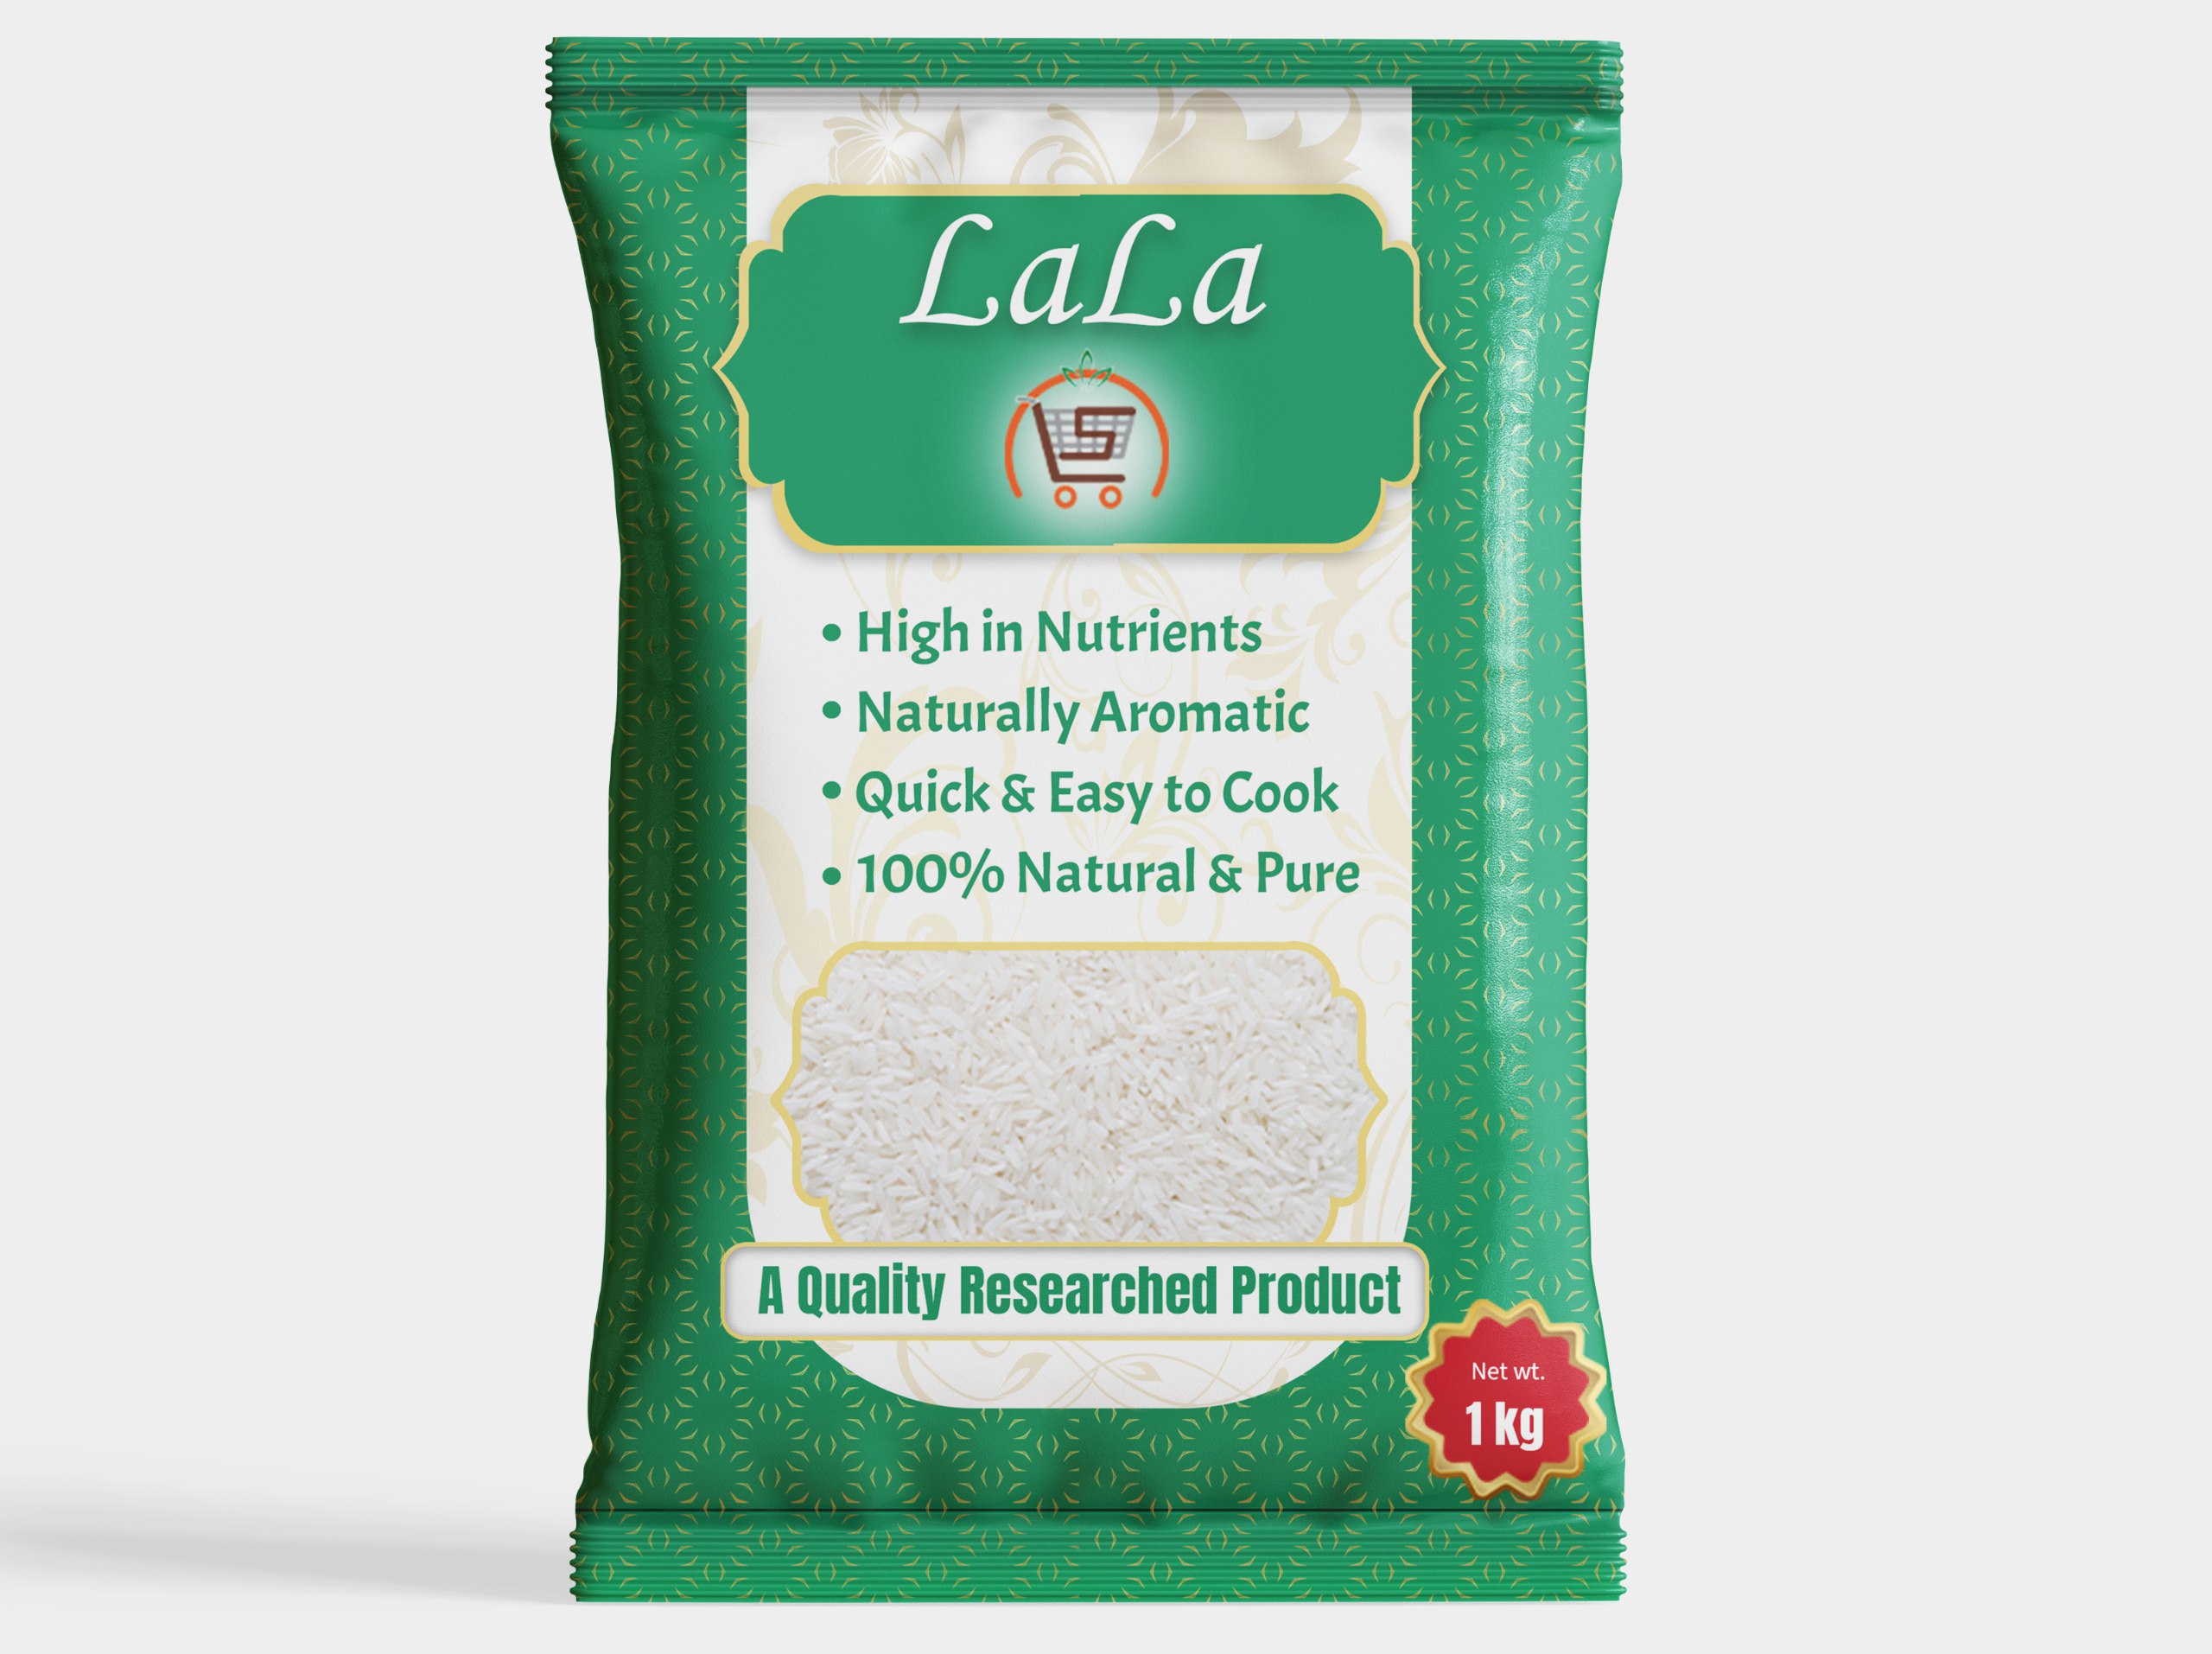 LaLa
• High in Nutrients
• Naturally Aromatic
• Quick & Easy to Cook
• 100% Natural & Pure
A Quality Researched Product
Net wt.
1 kg